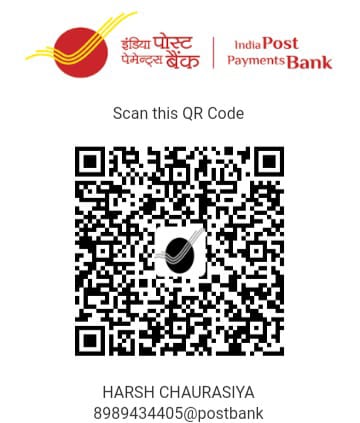 इंडिया पोस्ट
पेमेन्ट्स बैंक
India Post
Payments Bank
Scan this QR Code
HARSH CHAURASIYA
8989434405@postbank